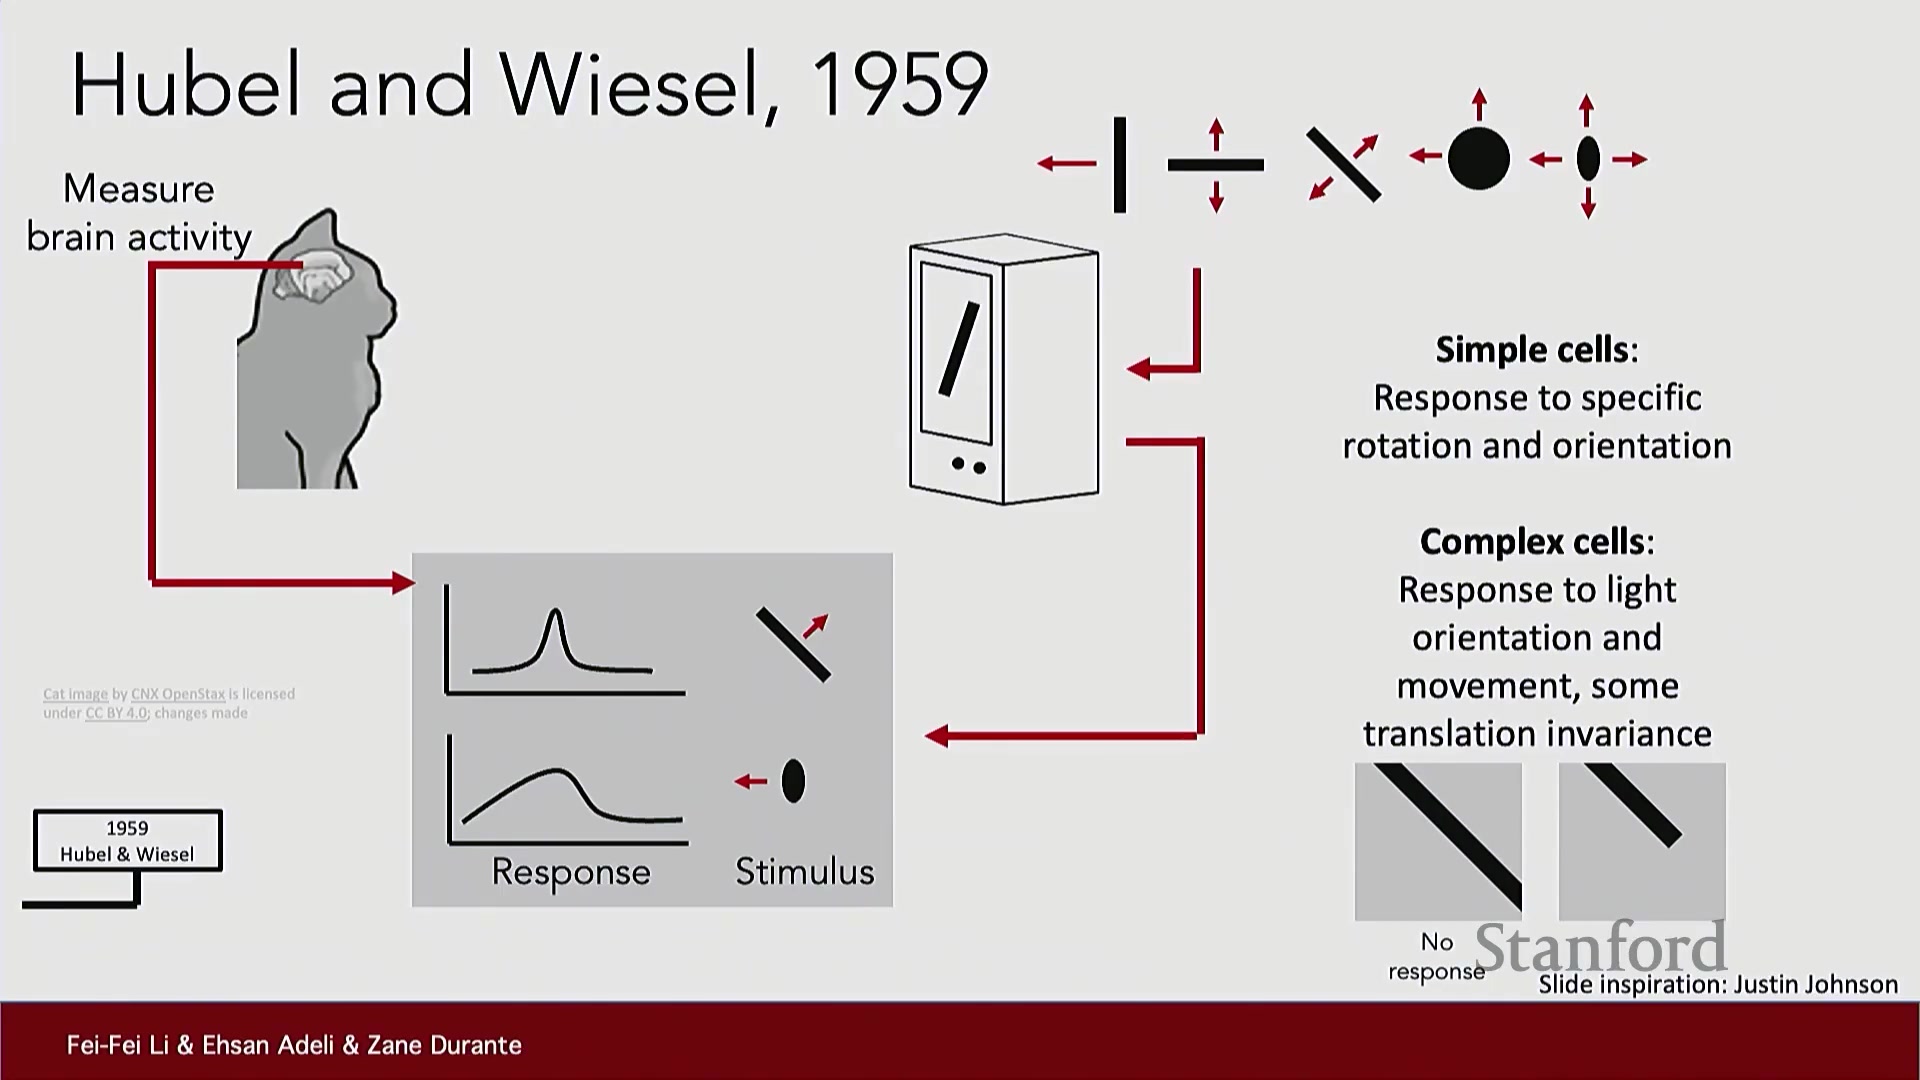 Hubel and Wiesel, 1959
Measure
brain activity
Simple cells:
Response to specific
rotation and orientation
Complex cells:
Response to light
orientation and
movement, some
translation invariance
Cat image by CNX OpenStax is licensed
under CC BY 4.0; changes made
1959
Hubel & Wiesel
Response
Stimulus
No
response
Stanford
Slide inspiration: Justin Johnson
Fei-Fei Li & Ehsan Adeli & Zane Durante